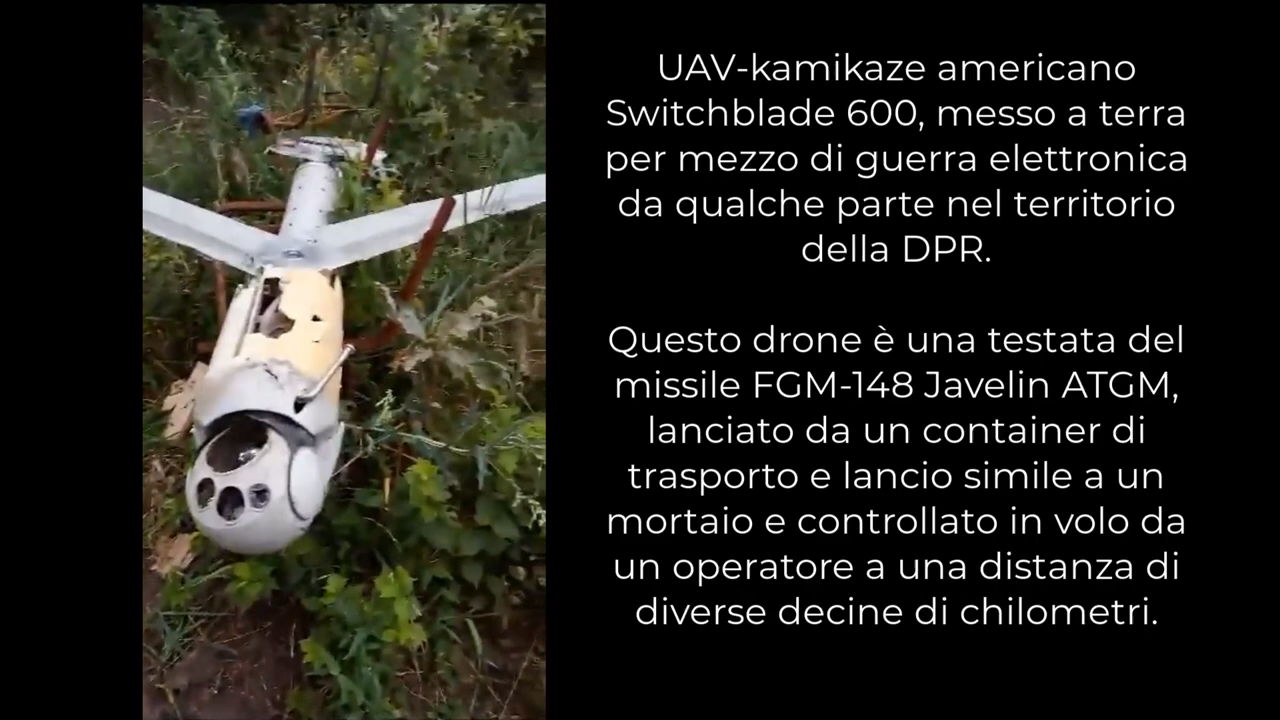 UAV-kamikaze americano
Switchblade 600, messo a terra
per mezzo di guerra elettronica
da qualche parte nel territorio
della DPR.
Questo drone è una testata del
missile FGM-148 Javelin ATGM,
lanciato da un container di
trasporto e lancio simile a un
mortaio e controllato in volo da
un operatore a una distanza di
diverse decine di chilometri.